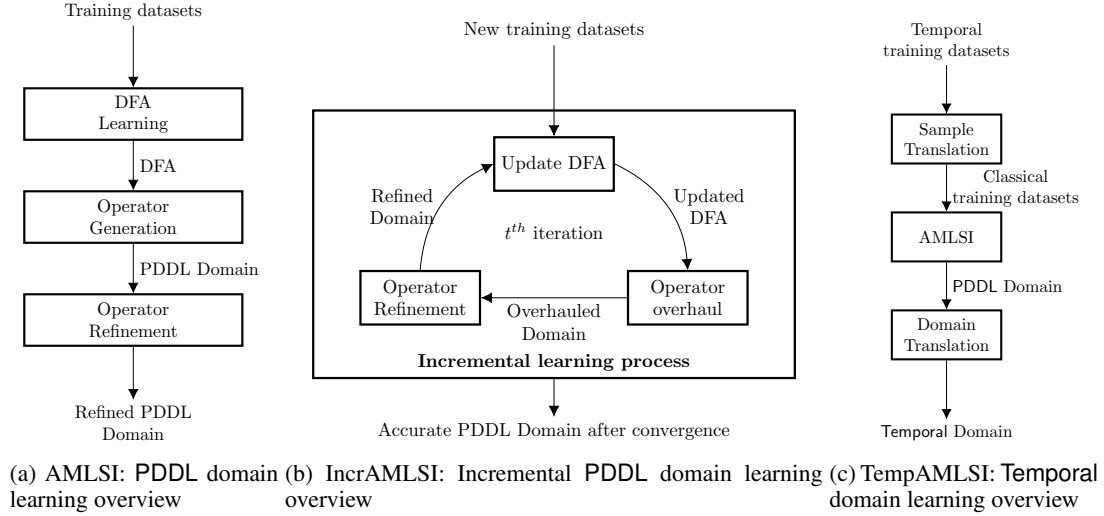 Training datasets
DFA
Learning
DFA
Operator
Generation
PDDL Domain
Operator
Refinement
Refined PDDL
Domain
(a) AMLSI: PDDL domain
learning overview
New training datasets
Update DFA
Refined
Domain
Updated
DFA
t^th iteration
Operator
Refinement
Operator
overhaul
Overhauled
Domain
Incremental learning process
Accurate PDDL Domain after convergence
(b) IncrAMLSI: Incremental PDDL domain learning
overview
Temporal
training datasets
Sample
Translation
Classical
training datasets
AMLSI
PDDL Domain
Domain
Translation
Temporal Domain
(c) TempAMLSI: Temporal
domain learning overview